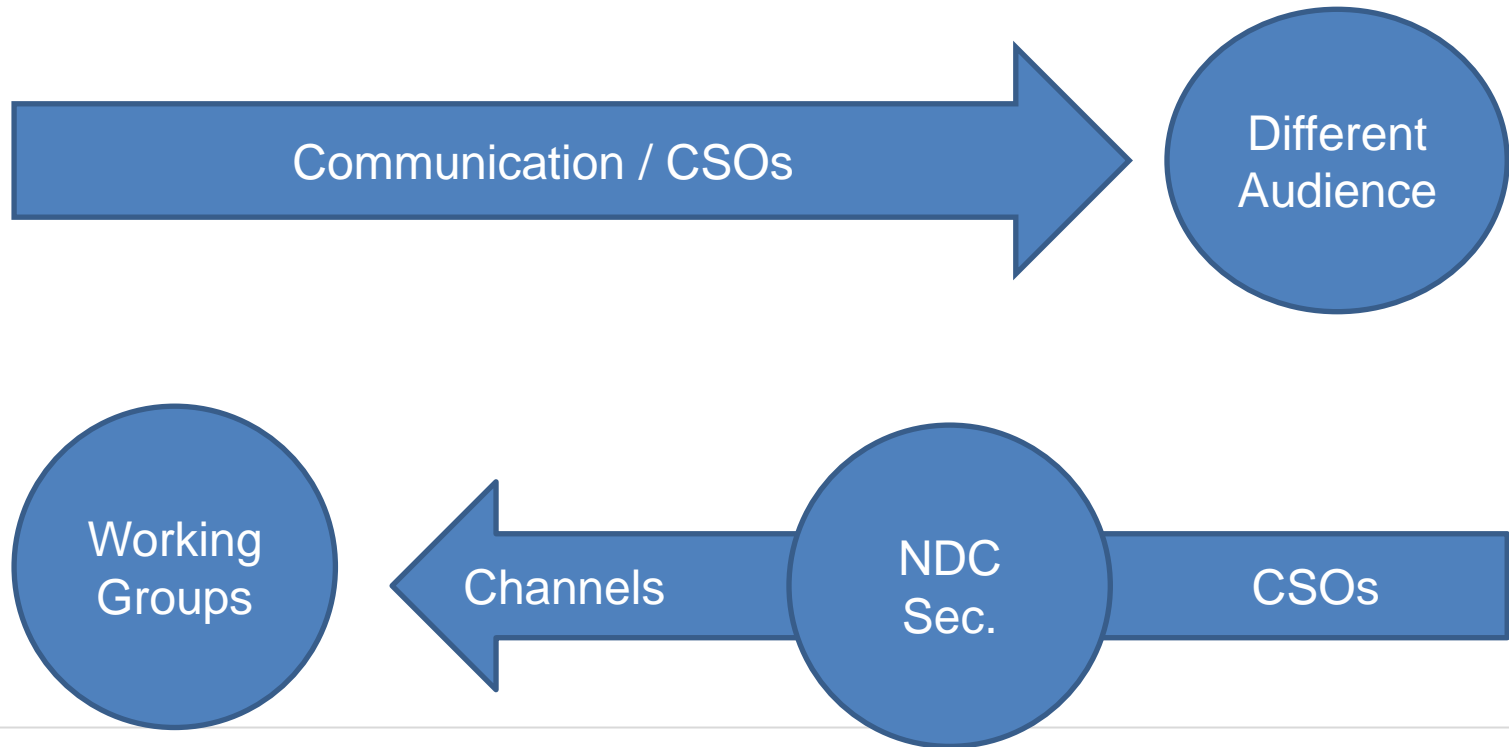 Communication / CSOs
Different
Audience
Working
Groups
Channels
NDC
Sec.
CSOs